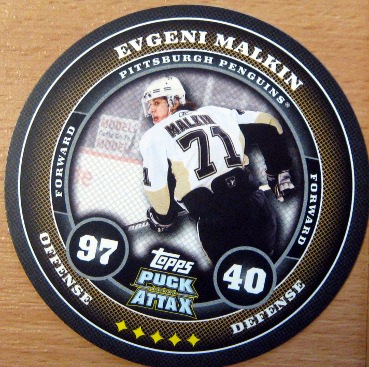 EVGENI MALKIN
PITTSBURGH PENGUINS®
FORWARD
FORWARD
MALKIN
71
97
40
OFFENSE
DEFENSE
TOPPS
PUCK
ATTAX